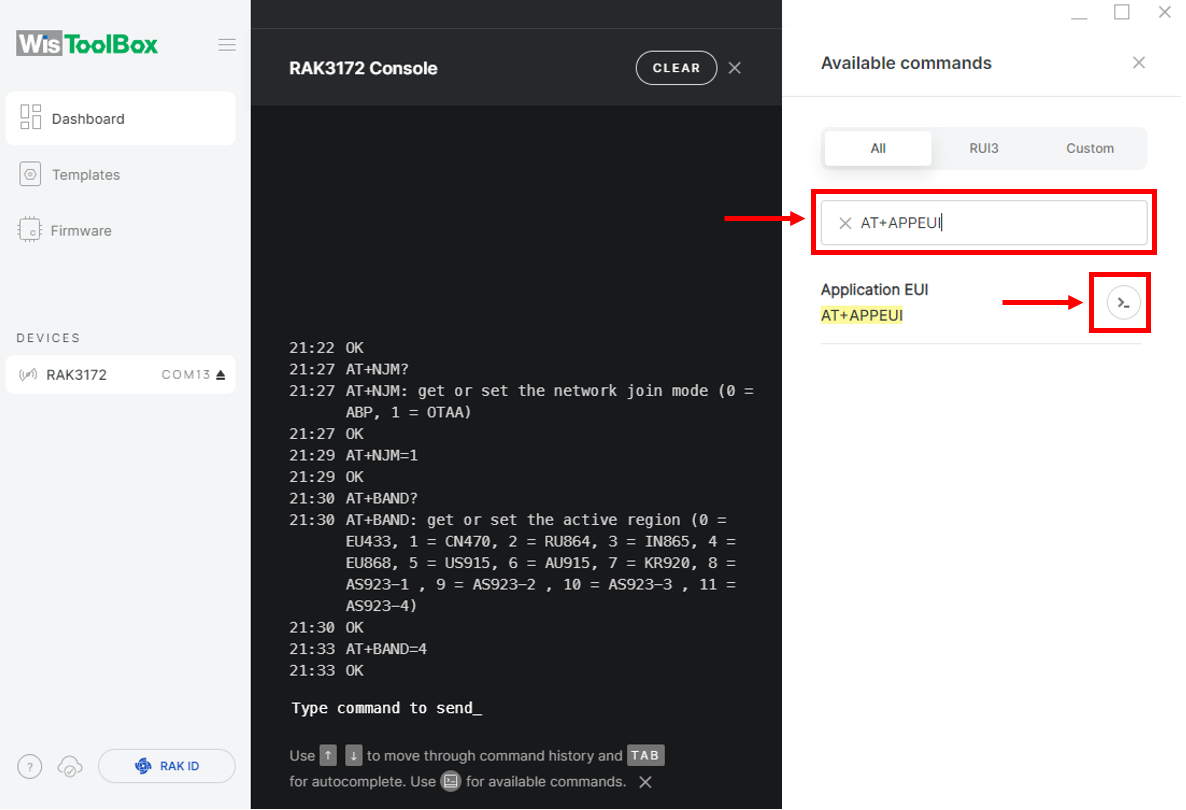 WisToolBox
Dashboard
Templates
Firmware
DEVICES
RAK3172 COM13
?
RAK ID
RAK3172 Console
CLEAR
21:22 OK
21:27 AT+NJM?
21:27 AT+NJM: get or set the network join mode (0 =
ABP, 1 = OTAA)
21:27 OK
21:29 AT+NJM=1
21:29 OK
21:30 AT+BAND?
21:30 AT+BAND: get or set the active region (0 =
EU433, 1 = CN470, 2 = RU864, 3 = IN865, 4 =
EU868, 5 = US915, 6 = AU915, 7 = KR920, 8 =
AS923-1 , 9 = AS923-2 , 10 = AS923-3 , 11 =
AS923-4)
21:30 OK
21:33 AT+BAND=4
21:33 OK
Type command to send_
Use ↑ ↓ to move through command history and TAB
for autocomplete. Use for available commands.
Available commands
All RUI3 Custom
AT+APPEUI
Application EUI
AT+APPEUI